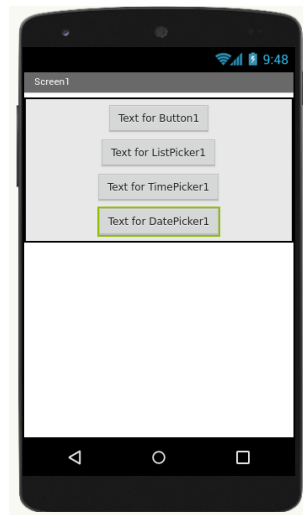 9:48
Screen1
Text for Button1
Text for ListPicker1
Text for TimePicker1
Text for DatePicker1